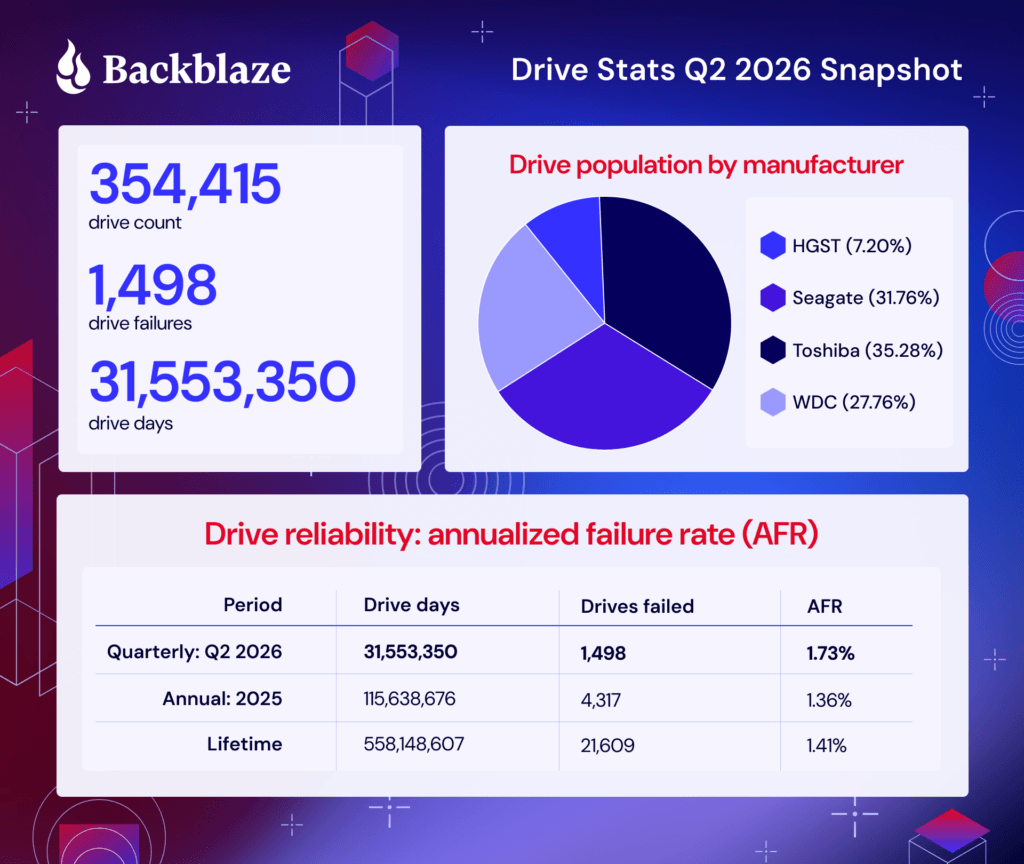 Backblaze
Drive Stats Q2 2026 Snapshot
354,415
drive count
1,498
drive failures
31,553,350
drive days
Drive population by manufacturer
HGST (7.20%)
Seagate (31.76%)
Toshiba (35.28%)
WDC (27.76%)
Drive reliability: annualized failure rate (AFR)
Period Drive days Drives failed AFR
Quarterly: Q2 2026 31,553,350 1,498 1.73%
Annual: 2025 115,638,676 4,317 1.36%
Lifetime 558,148,607 21,609 1.41%